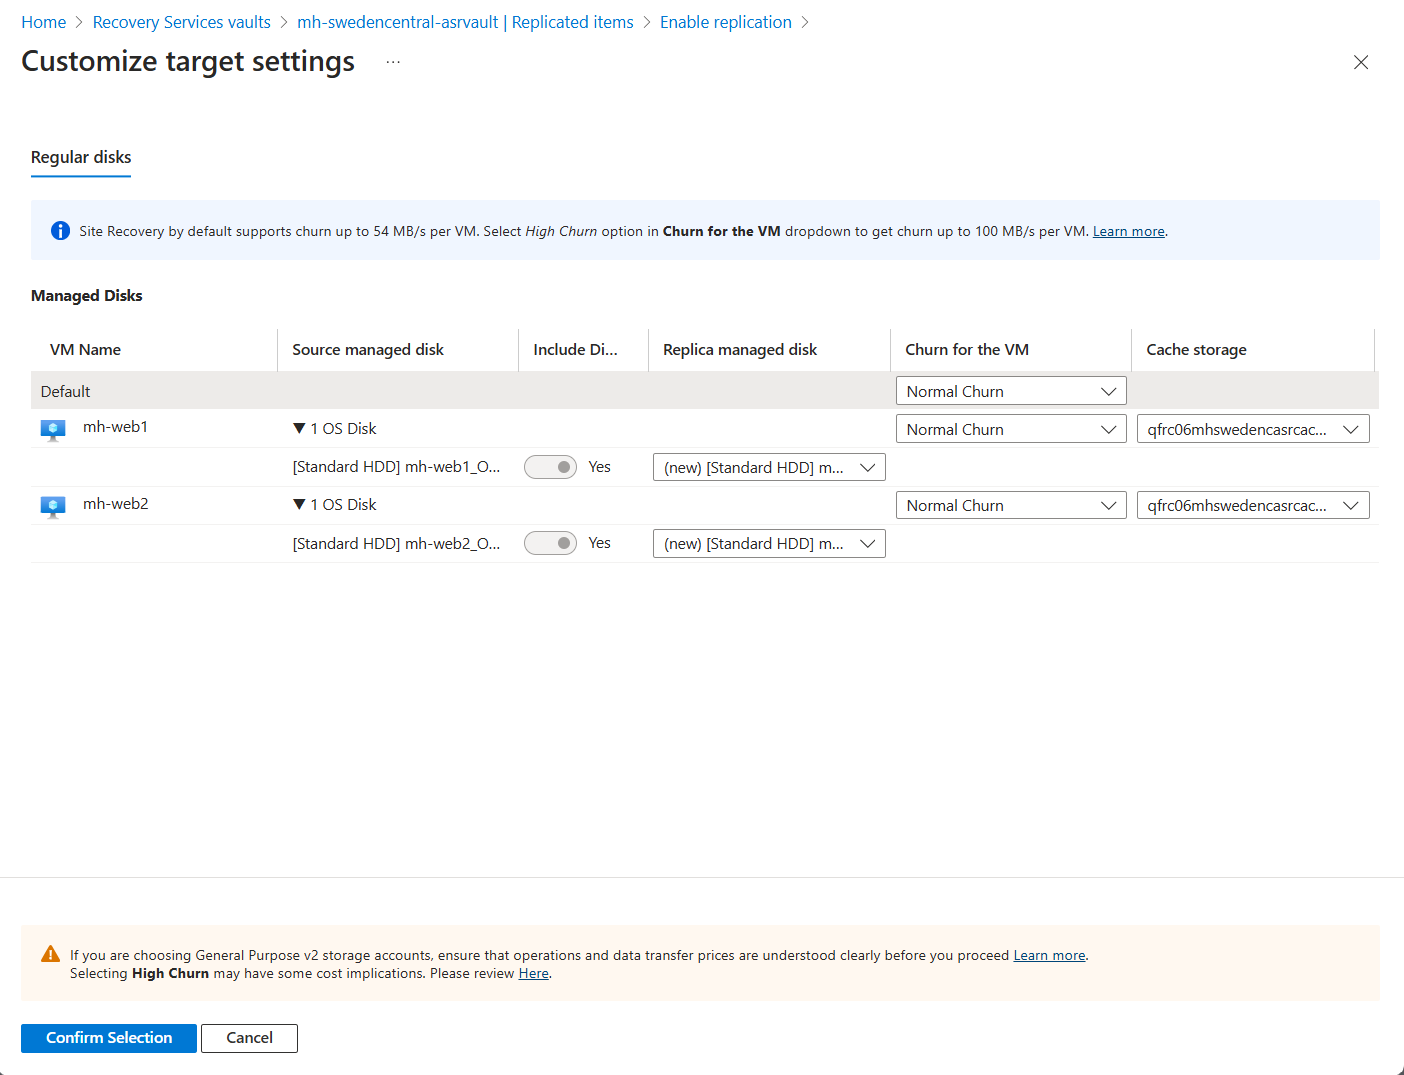 Home > Recovery Services vaults > mh-swedencentral-asrvault | Replicated items > Enable replication >
Customize target settings ...
Regular disks
Site Recovery by default supports churn up to 54 MB/s per VM. Select High Churn option in Churn for the VM dropdown to get churn up to 100 MB/s per VM. Learn more.
Managed Disks
VM Name Source managed disk Include Di... Replica managed disk Churn for the VM Cache storage
Default Normal Churn
mh-web1 ▼ 1 OS Disk Normal Churn qfrc06mhswedencasrcac...
[Standard HDD] mh-web1_O... Yes (new) [Standard HDD] m...
mh-web2 ▼ 1 OS Disk Normal Churn qfrc06mhswedencasrcac...
[Standard HDD] mh-web2_O... Yes (new) [Standard HDD] m...
If you are choosing General Purpose v2 storage accounts, ensure that operations and data transfer prices are understood clearly before you proceed Learn more.
Selecting High Churn may have some cost implications. Please review Here.
Confirm Selection Cancel